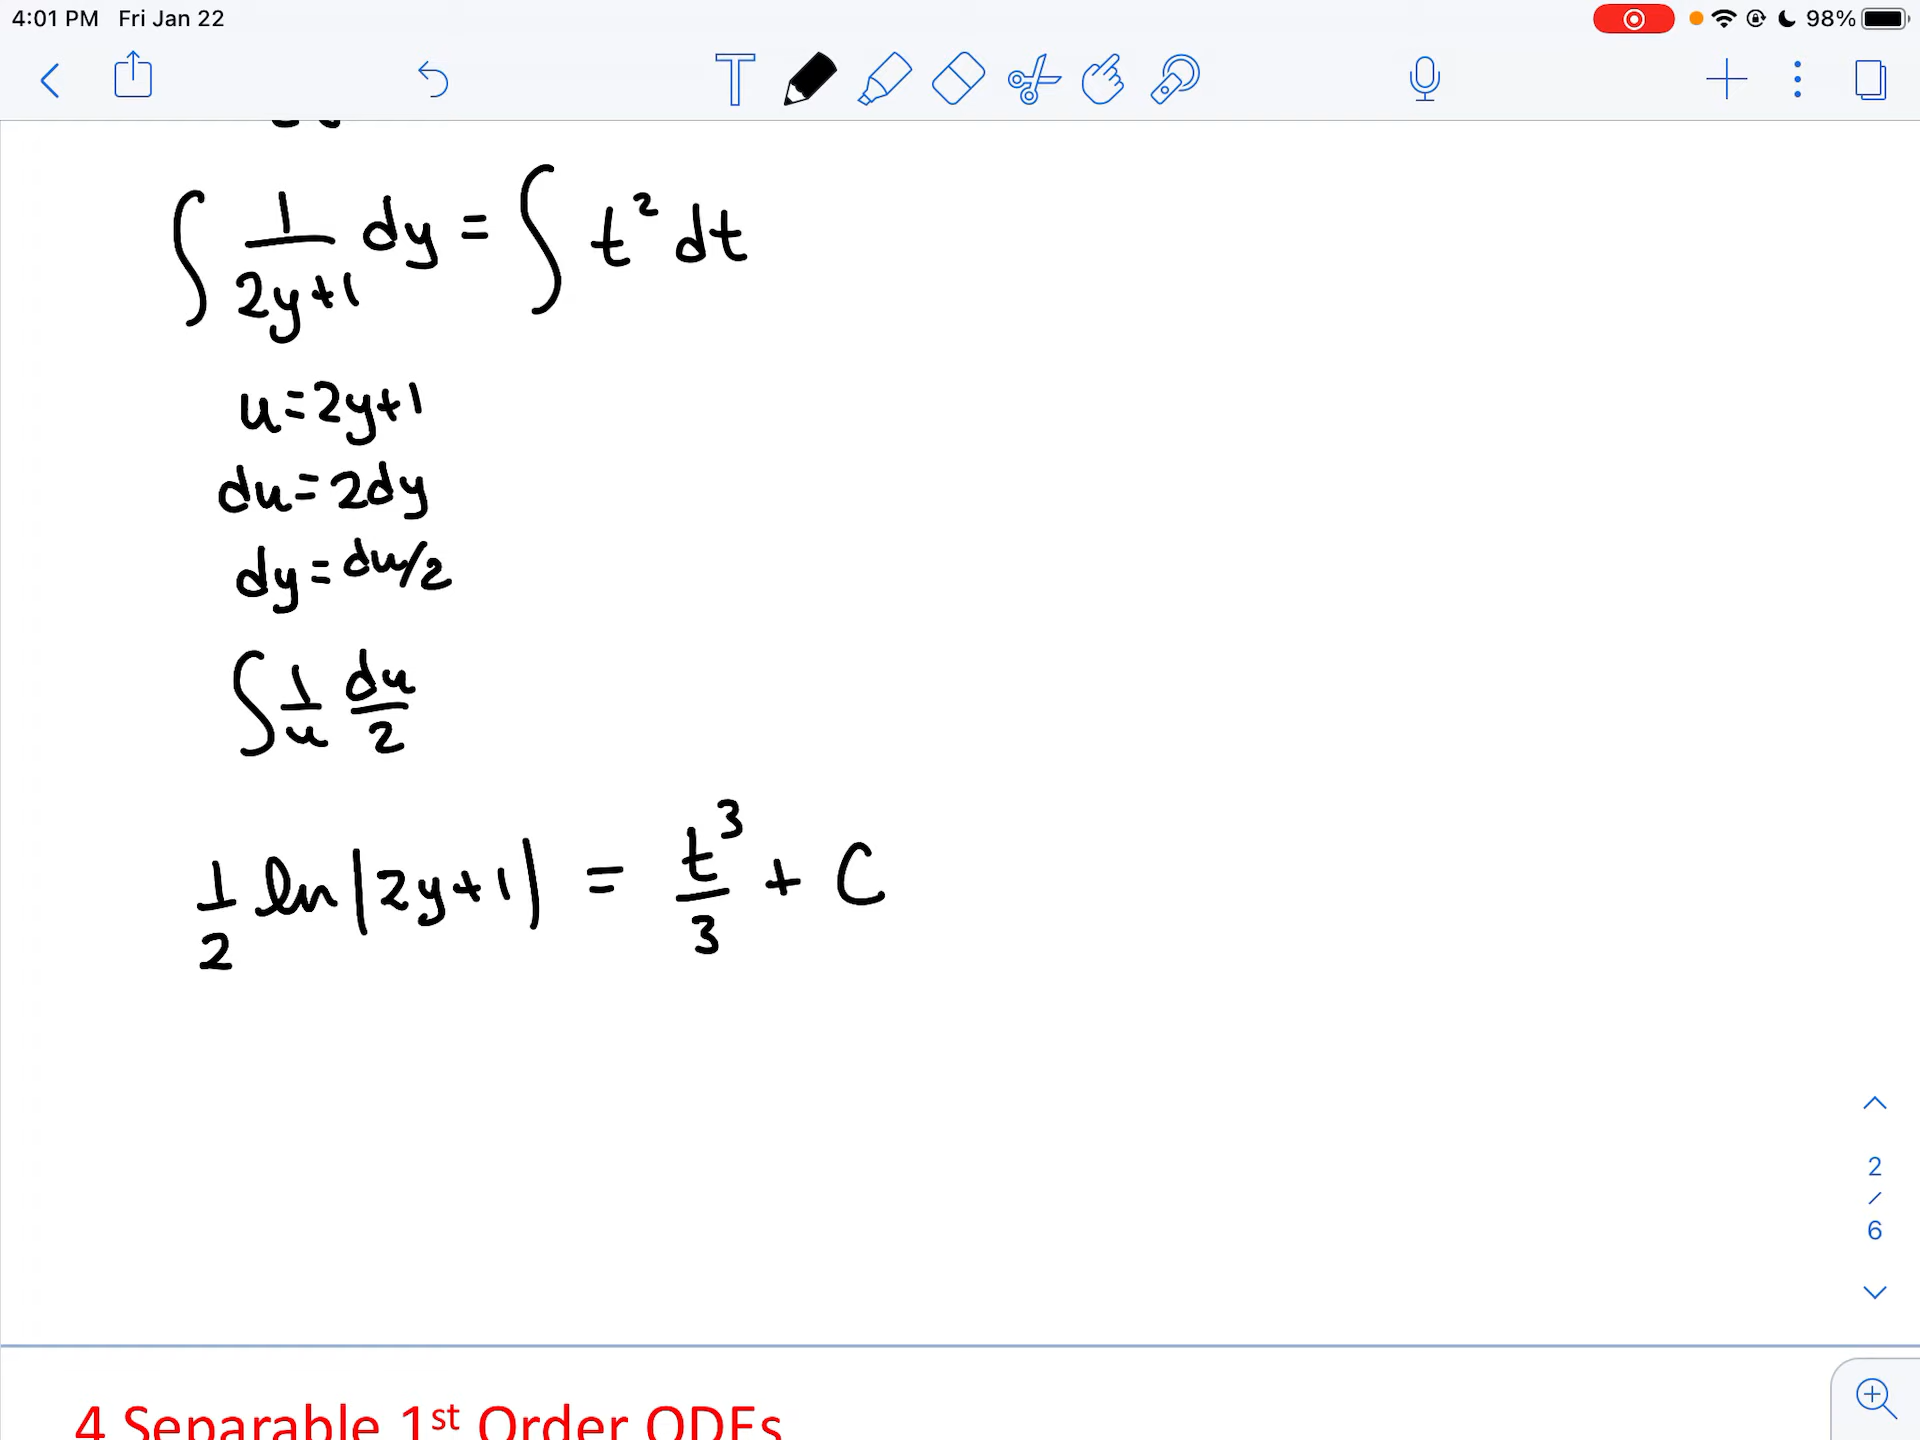 4:01 PM Fri Jan 22 98%
T
∫ 1/(2y+1) dy = ∫ t² dt
u=2y+1
du=2dy
dy=du/2
∫ 1/u du/2
1/2 ln|2y+1| = t³/3 + C
2
/
6
4 Separable 1st Order ODEs